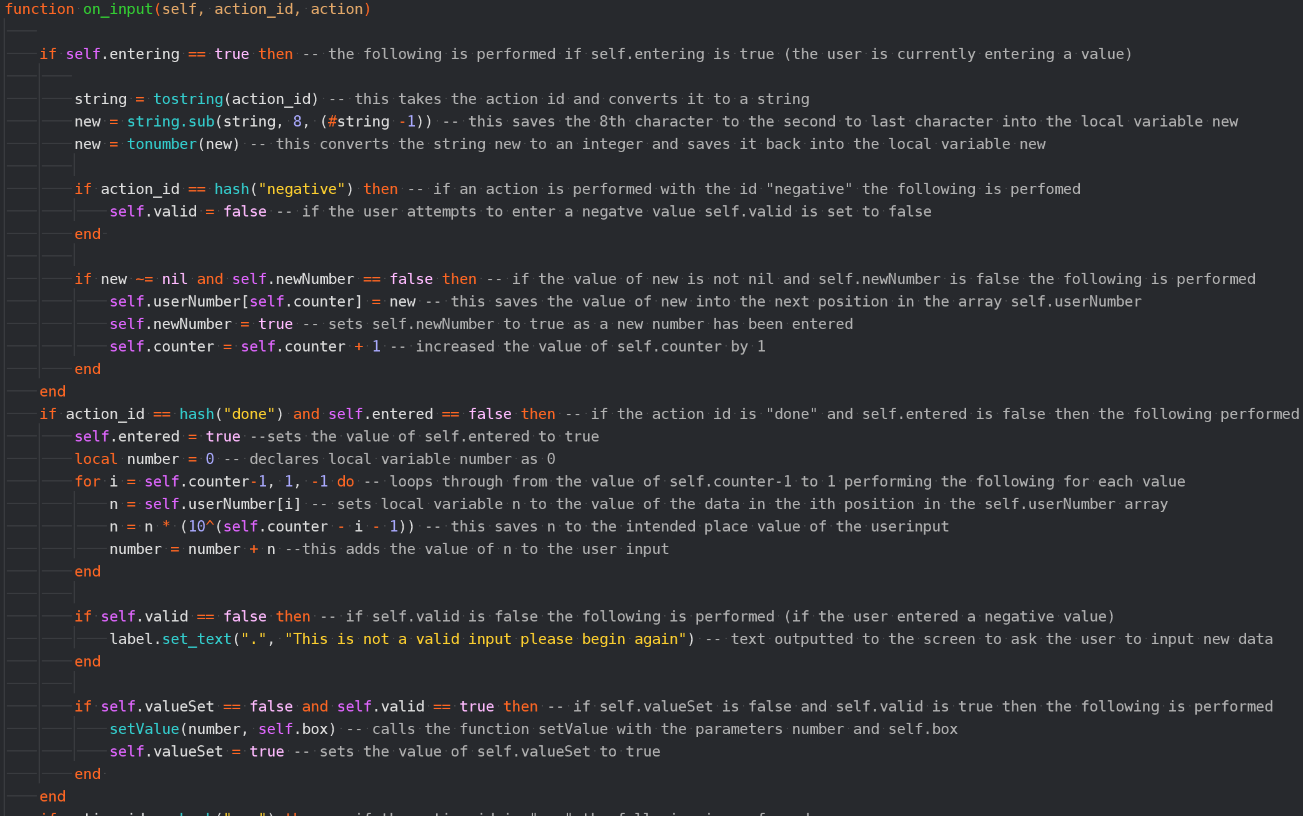 function on_input(self, action_id, action)
if self.entering == true then -- the following is performed if self.entering is true (the user is currently entering a value)
string = tostring(action_id) -- this takes the action id and converts it to a string
new = string.sub(string, 8, (#string -1)) -- this saves the 8th character to the second to last character into the local variable new
new = tonumber(new) -- this converts the string new to an integer and saves it back into the local variable new
if action_id == hash("negative") then -- if an action is performed with the id "negative" the following is perfomed
self.valid = false -- if the user attempts to enter a negatve value self.valid is set to false
end
if new ~= nil and self.newNumber == false then -- if the value of new is not nil and self.newNumber is false the following is performed
self.userNumber[self.counter] = new -- this saves the value of new into the next position in the array self.userNumber
self.newNumber = true -- sets self.newNumber to true as a new number has been entered
self.counter = self.counter + 1 -- increased the value of self.counter by 1
end
end
if action_id == hash("done") and self.entered == false then -- if the action id is "done" and self.entered is false then the following performed
self.entered = true --sets the value of self.entered to true
local number = 0 -- declares local variable number as 0
for i = self.counter-1, 1, -1 do -- loops through from the value of self.counter-1 to 1 performing the following for each value
n = self.userNumber[i] -- sets local variable n to the value of the data in the ith position in the self.userNumber array
n = n * (10^(self.counter - i - 1)) -- this saves n to the intended place value of the userinput
number = number + n --this adds the value of n to the user input
end
if self.valid == false then -- if self.valid is false the following is performed (if the user entered a negative value)
label.set_text(".", "This is not a valid input please begin again") -- text outputted to the screen to ask the user to input new data
end
if self.valueSet == false and self.valid == true then -- if self.valueSet is false and self.valid is true then the following is performed
setValue(number, self.box) -- calls the function setValue with the parameters number and self.box
self.valueSet = true -- sets the value of self.valueSet to true
end
end